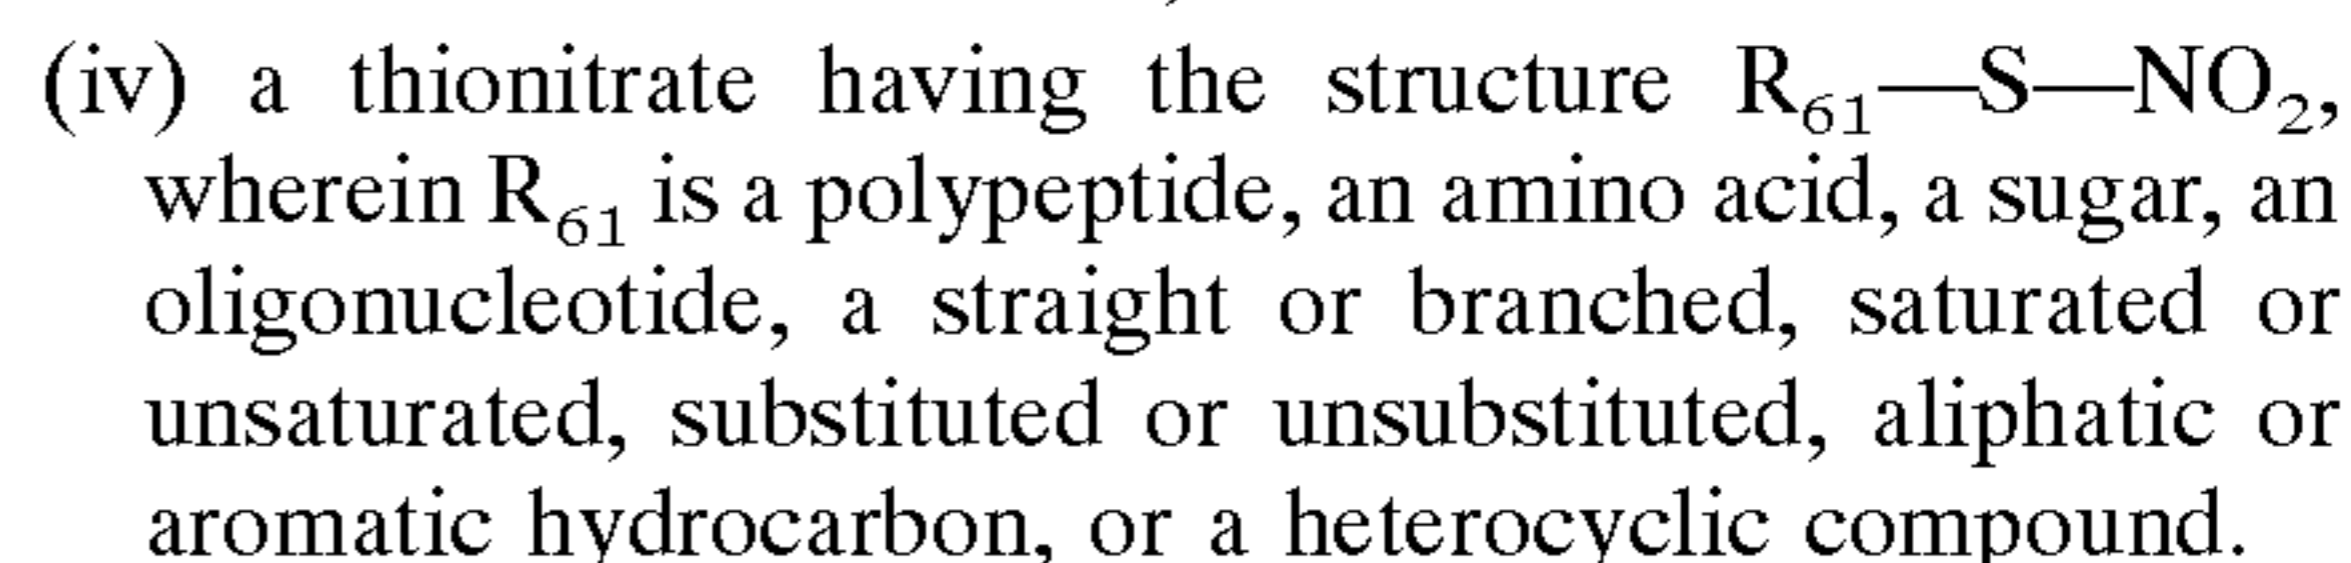 (iv) a thionitrate having the structure R₆₁—S—NO₂,
wherein R₆₁ is a polypeptide, an amino acid, a sugar, an
oligonucleotide, a straight or branched, saturated or
unsaturated, substituted or unsubstituted, aliphatic or
aromatic hydrocarbon, or a heterocyclic compound.